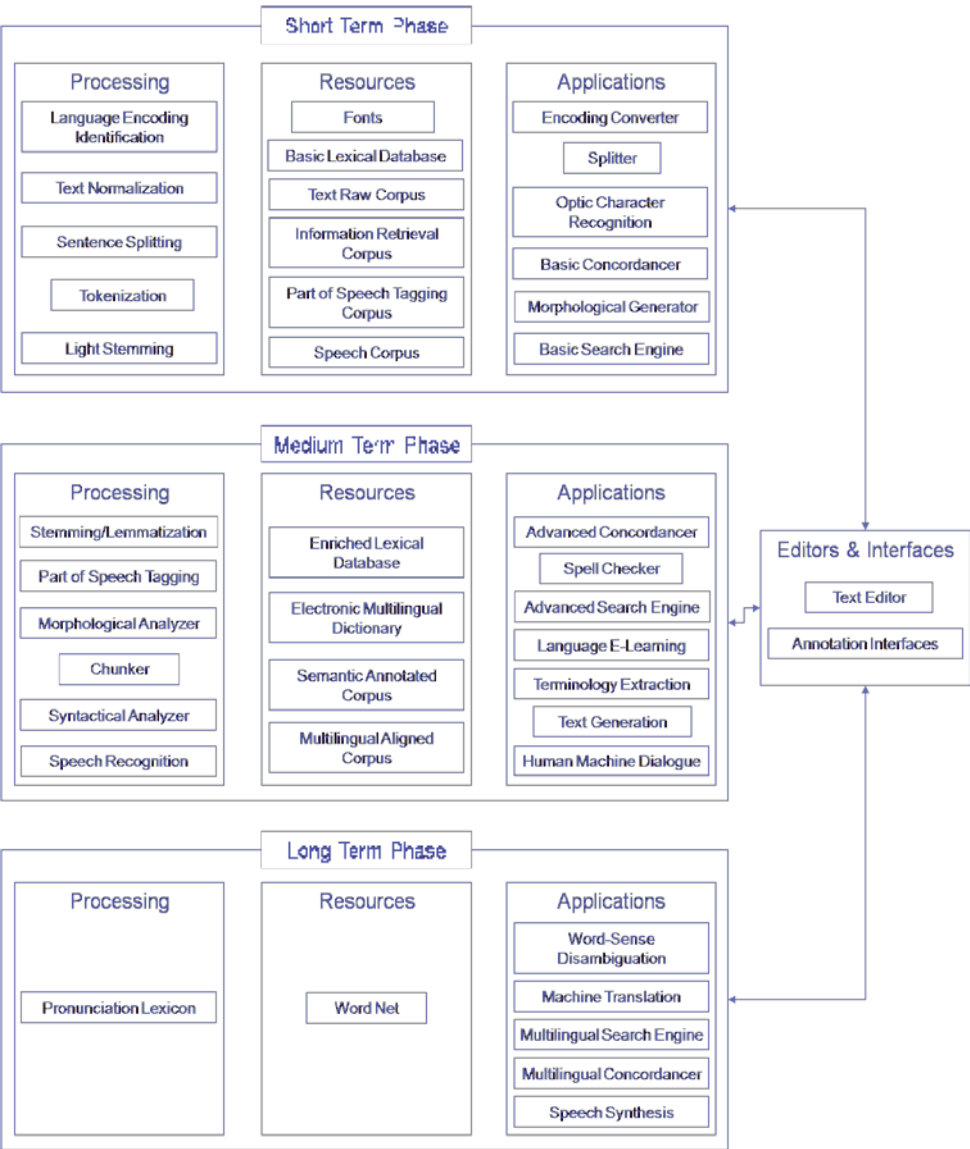 Short Term Phase
Processing
Language Encoding
Identification
Text Normalization
Sentence Splitting
Tokenization
Light Stemming
Resources
Fonts
Basic Lexical Database
Text Raw Corpus
Information Retrieval
Corpus
Part of Speech Tagging
Corpus
Speech Corpus
Applications
Encoding Converter
Splitter
Optic Character
Recognition
Basic Concordancer
Morphological Generator
Basic Search Engine
Medium Term Phase
Processing
Stemming/Lemmatization
Part of Speech Tagging
Morphological Analyzer
Chunker
Syntactical Analyzer
Speech Recognition
Resources
Enriched Lexical
Database
Electronic Multilingual
Dictionary
Semantic Annotated
Corpus
Multilingual Aligned
Corpus
Applications
Advanced Concordancer
Spell Checker
Advanced Search Engine
Language E-Learning
Terminology Extraction
Text Generation
Human Machine Dialogue
Editors & Interfaces
Text Editor
Annotation Interfaces
Long Term Phase
Processing
Pronunciation Lexicon
Resources
Word Net
Applications
Word-Sense
Disambiguation
Machine Translation
Multilingual Search Engine
Multilingual Concordancer
Speech Synthesis